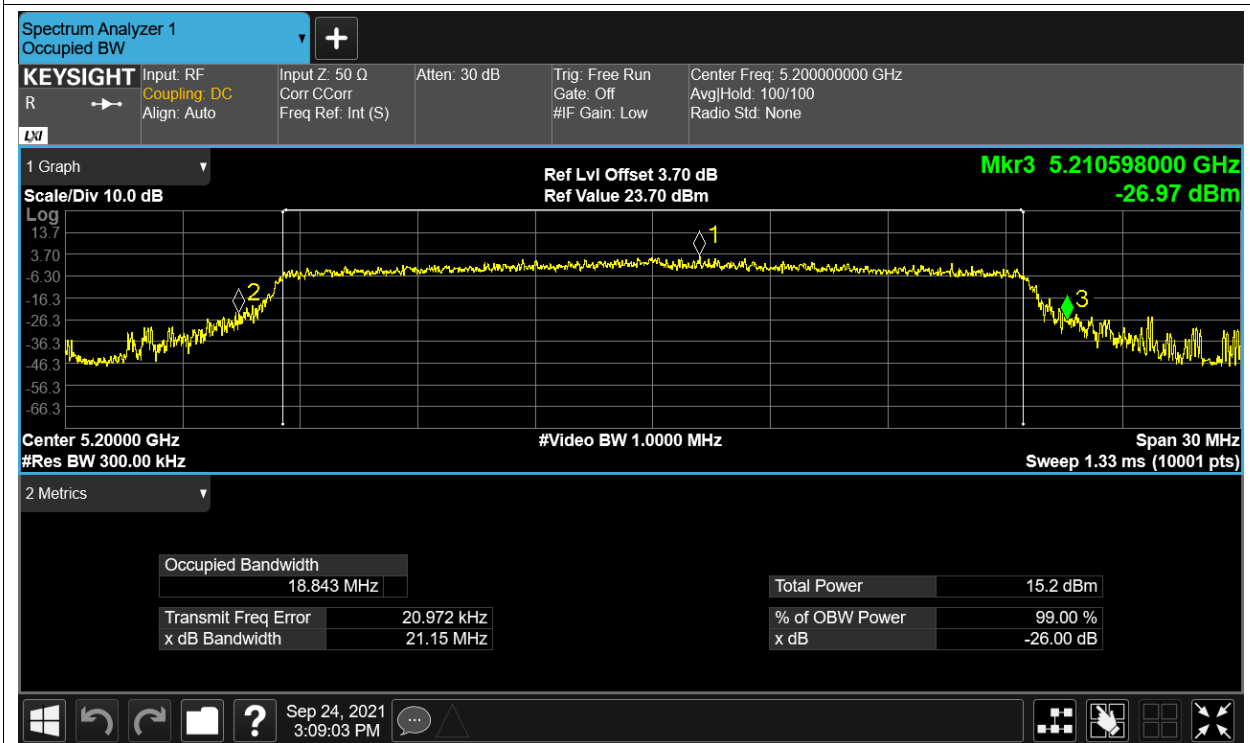 Spectrum Analyzer 1
Occupied BW
+
KEYSIGHT
R
LXI
Input: RF
Coupling: DC
Align: Auto
Input Z: 50 Ω
Corr CCorr
Freq Ref: Int (S)
Atten: 30 dB
Trig: Free Run
Gate: Off
#IF Gain: Low
Center Freq: 5.200000000 GHz
Avg|Hold: 100/100
Radio Std: None
1 Graph
Scale/Div 10.0 dB
Ref Lvl Offset 3.70 dB
Ref Value 23.70 dBm
Mkr3 5.210598000 GHz
-26.97 dBm
Log
13.7
3.70
-6.30
-16.3
-26.3
-36.3
-46.3
-56.3
-66.3
1
2
3
Center 5.20000 GHz
#Video BW 1.0000 MHz
Span 30 MHz
#Res BW 300.00 kHz
Sweep 1.33 ms (10001 pts)
2 Metrics
Occupied Bandwidth
18.843 MHz
Transmit Freq Error 20.972 kHz
x dB Bandwidth 21.15 MHz
Total Power 15.2 dBm
% of OBW Power 99.00 %
x dB -26.00 dB
?
Sep 24, 2021
3:09:03 PM